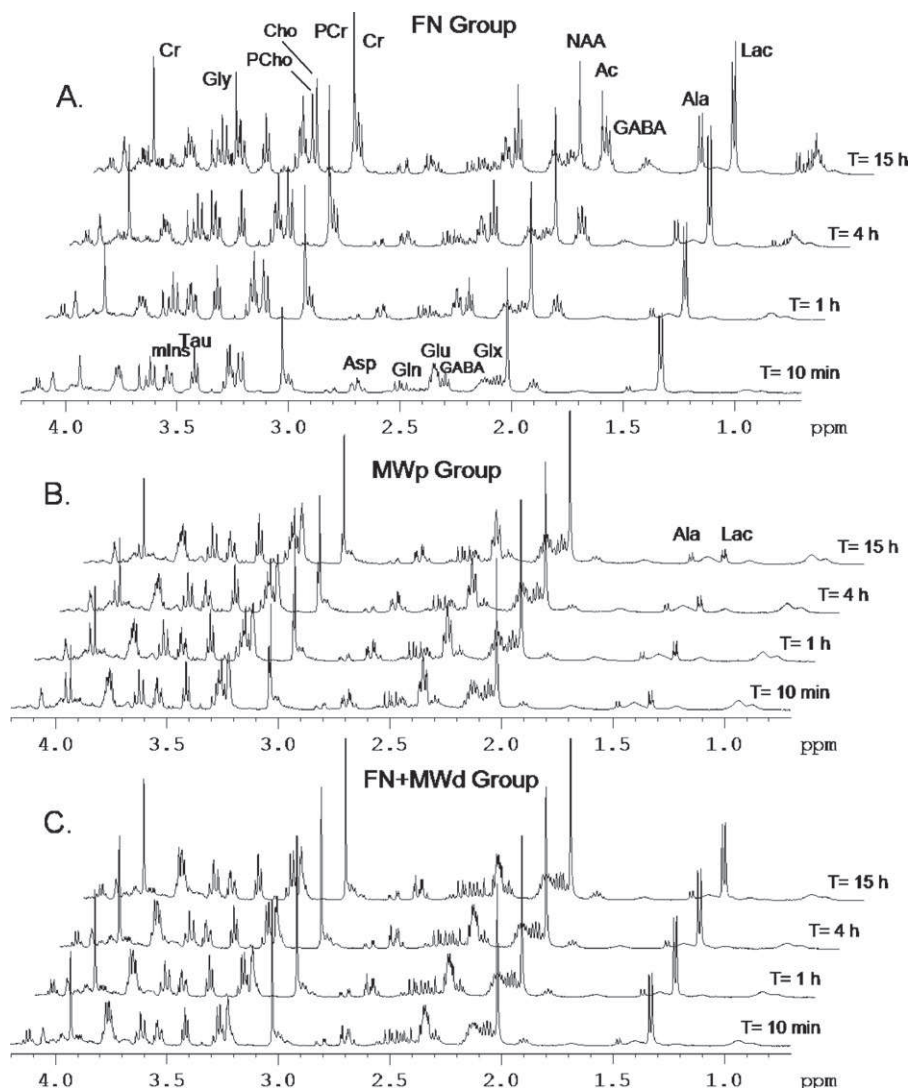 FN Group
A.
Cr
Gly
Cho
PCho
PCr
Cr
NAA
Ac
GABA
Ala
Lac
T= 15 h
T= 4 h
T= 1 h
mIns
Tau
Asp
Gln
Glu
GABA
Glx
T= 10 min
4.0 3.5 3.0 2.5 2.0 1.5 1.0 ppm
MWp Group
B.
Ala
Lac
T= 15 h
T= 4 h
T= 1 h
T= 10 min
4.0 3.5 3.0 2.5 2.0 1.5 1.0 ppm
FN+MWd Group
C.
T= 15 h
T= 4 h
T= 1 h
T= 10 min
4.0 3.5 3.0 2.5 2.0 1.5 1.0 ppm